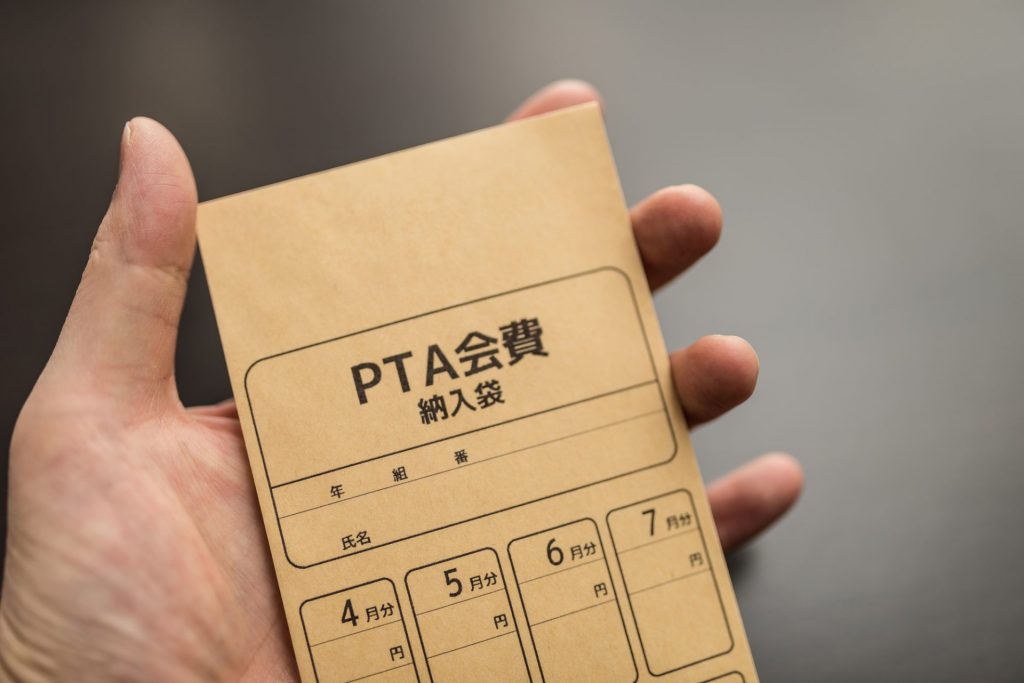 PTA会費
納入袋
年 組 番
氏名
4月分 5月分 6月分 7月分
円 円 円 円